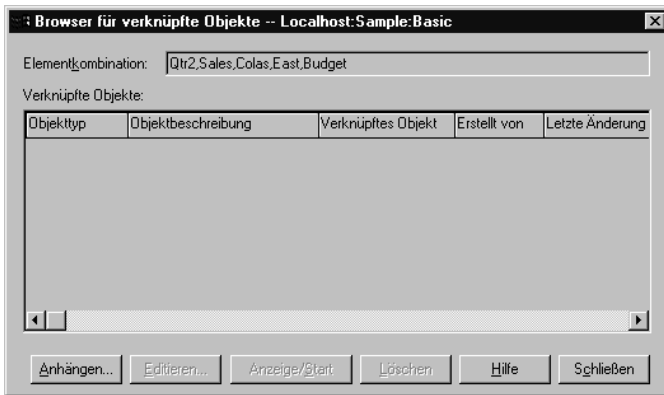 Browser für verknüpfte Objekte -- Localhost:Sample:Basic
Elementkombination: Qtr2,Sales,Colas,East,Budget
Verknüpfte Objekte:
Objekttyp Objektbeschreibung Verknüpftes Objekt Erstellt von Letzte Änderung
Anhängen... Editieren... Anzeige/Start Löschen Hilfe Schließen